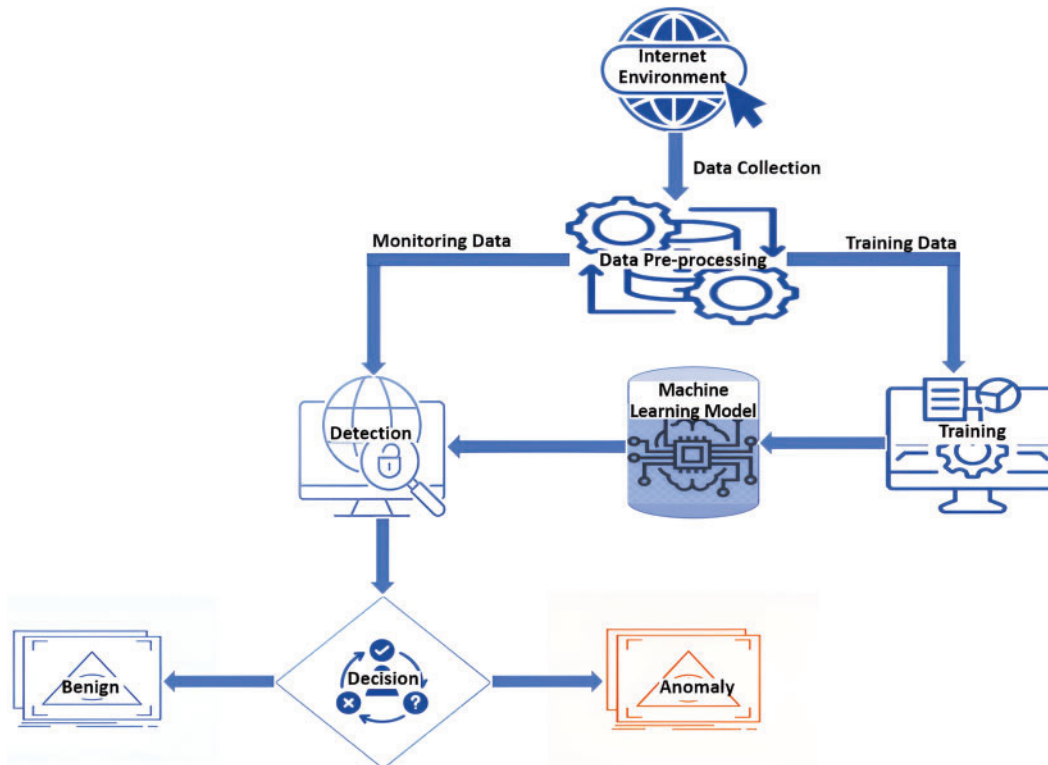 Internet
Environment
Data Collection
Monitoring Data
Training Data
Data Pre-processing
Machine
Learning Model
Detection
Training
Benign
Decision
Anomaly